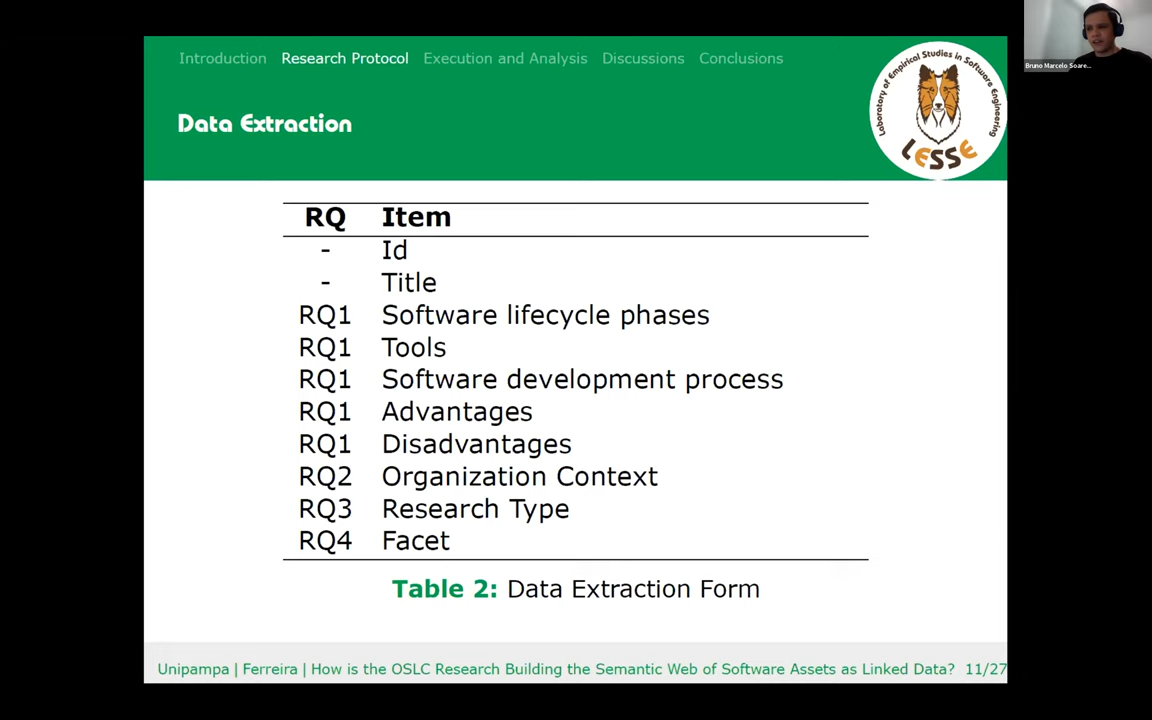 Introduction Research Protocol Execution and Analysis Discussions Conclusions
Data Extraction
Laboratory of Empirical Studies in Software Engineering
LESSE
Bruno Marcelo Soare...
RQ Item
- Id
- Title
RQ1 Software lifecycle phases
RQ1 Tools
RQ1 Software development process
RQ1 Advantages
RQ1 Disadvantages
RQ2 Organization Context
RQ3 Research Type
RQ4 Facet
Table 2: Data Extraction Form
Unipampa | Ferreira | How is the OSLC Research Building the Semantic Web of Software Assets as Linked Data? 11/27